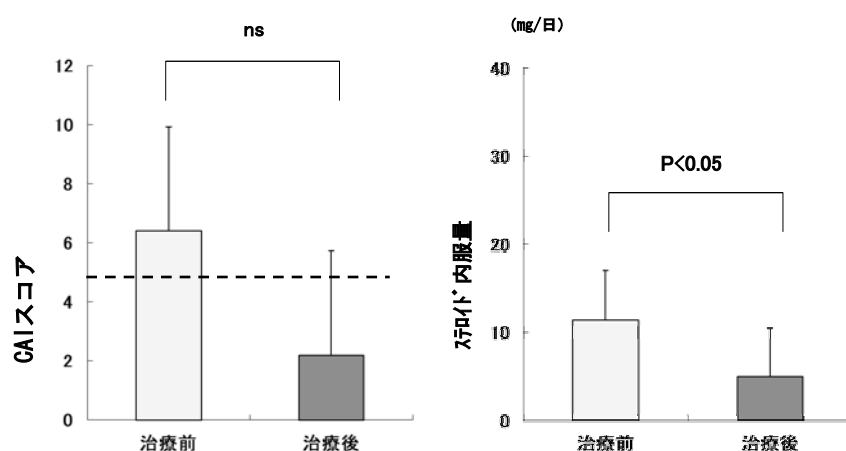 ns
12
10
8
6
4
2
0
CAIスコア
治療前
治療後
(mg/日)
40
30
20
10
0
P<0.05
ステロイド内服量
治療前
治療後